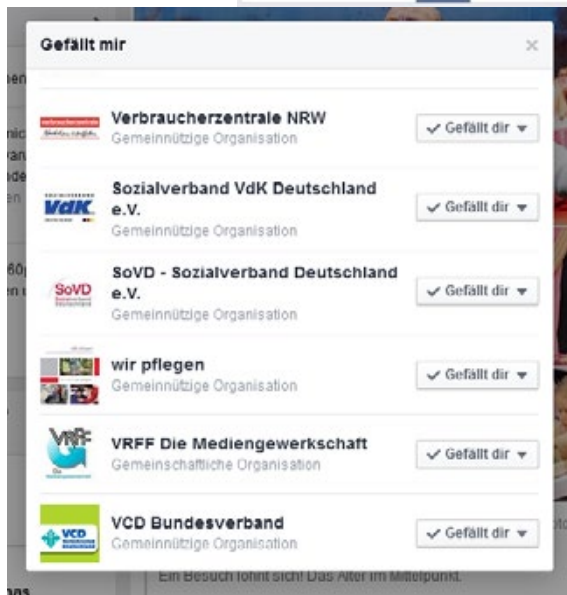 Gefällt mir
Verbraucherzentrale NRW
Gemeinnützige Organisation
Gefällt dir
Sozialverband VdK Deutschland
e.V.
Gemeinnützige Organisation
Gefällt dir
VdK
SoVD - Sozialverband Deutschland
e.V.
Gemeinnützige Organisation
Gefällt dir
SoVD
wir pflegen
Gemeinnützige Organisation
Gefällt dir
VRFF Die Mediengewerkschaft
Gemeinschaftliche Organisation
Gefällt dir
VRFF
VCD Bundesverband
Gemeinnützige Organisation
Gefällt dir
VCD
Ein Besuch lohnt sich! Das Alter im Mittelpunkt.